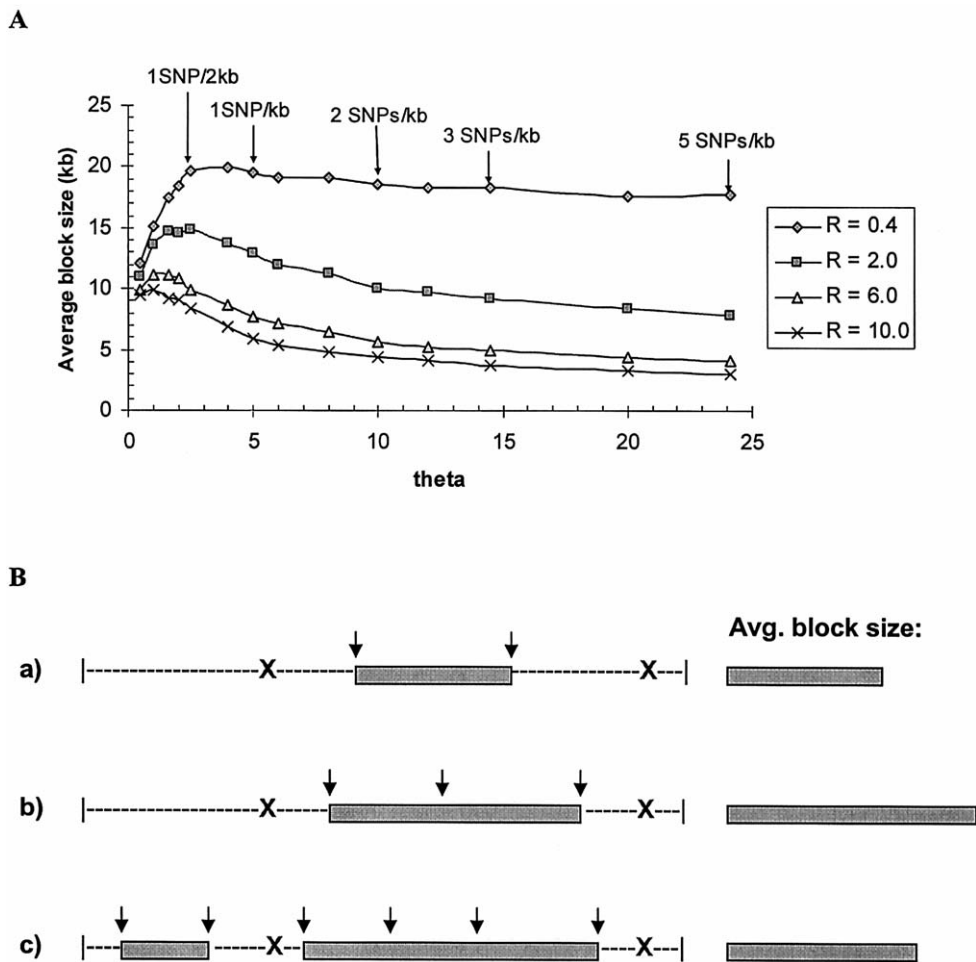 A
1SNP/2kb
1SNP/kb
2 SNPs/kb
3 SNPs/kb
5 SNPs/kb
25
20
15
10
5
0
Average block size (kb)
0 5 10 15 20 25
theta
R = 0.4
R = 2.0
R = 6.0
R = 10.0
B
Avg. block size:
a) X X
b) X X
c) X X